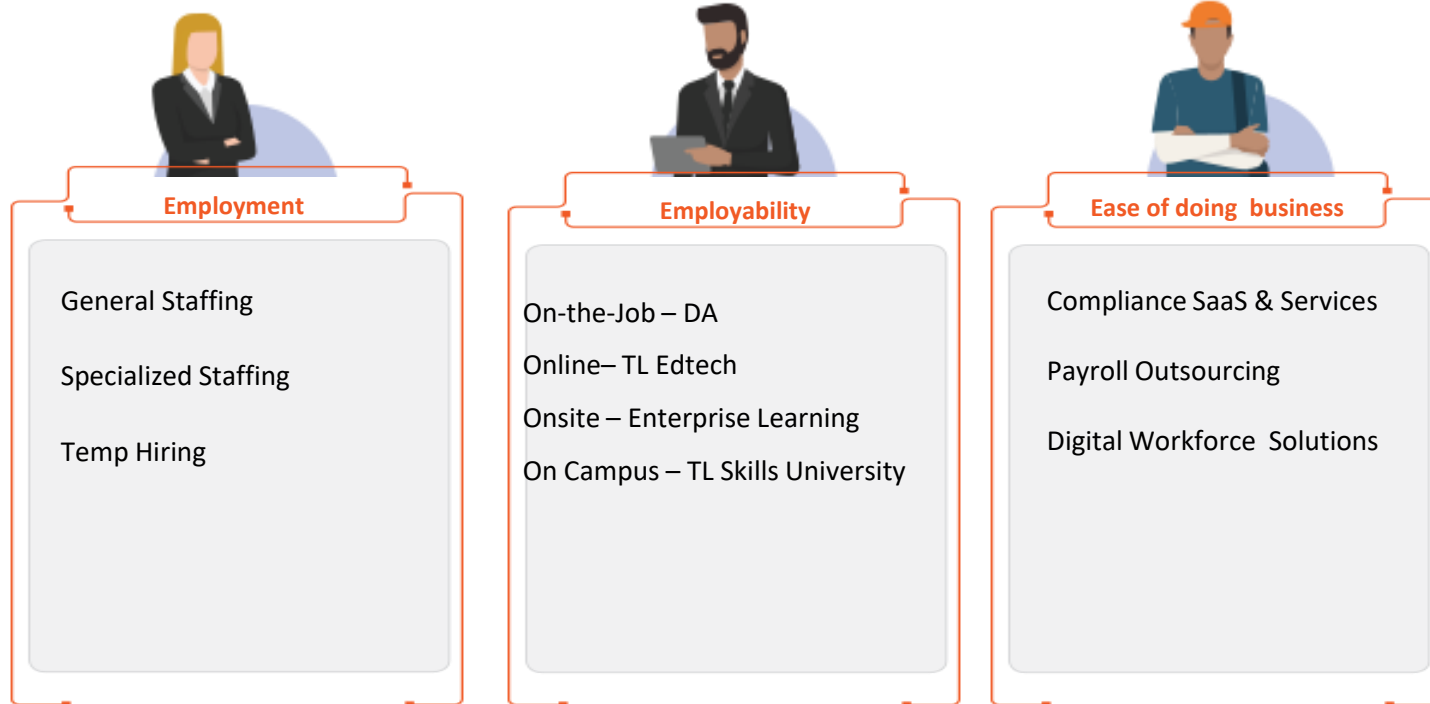 Employment
General Staffing
Specialized Staffing
Temp Hiring
Employability
On-the-Job – DA
Online– TL Edtech
Onsite – Enterprise Learning
On Campus – TL Skills University
Ease of doing  business
Compliance SaaS & Services
Payroll Outsourcing
Digital Workforce  Solutions